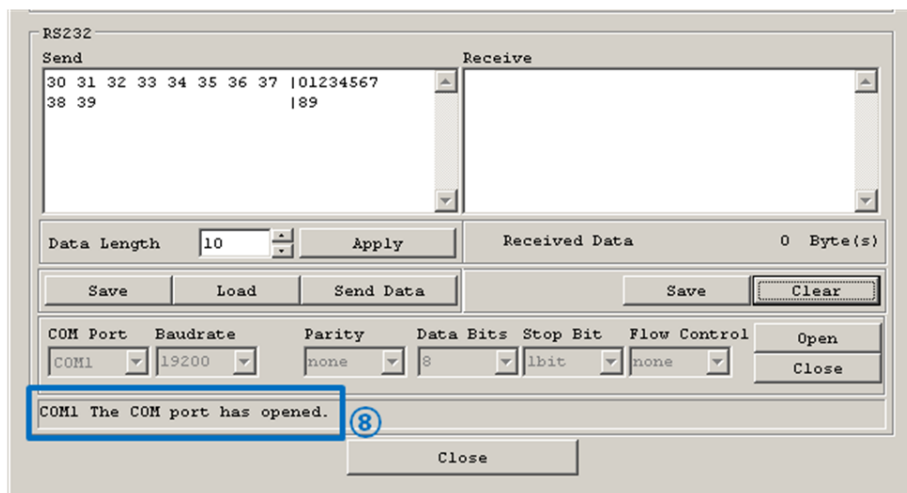 RS232
Send Receive
30 31 32 33 34 35 36 37 |01234567
38 39 |89
Data Length 10 Apply Received Data 0 Byte(s)
Save Load Send Data Save Clear
COM Port Baudrate Parity Data Bits Stop Bit Flow Control Open
COM1 19200 none 8 1bit none Close
COM1 The COM port has opened.
⑧
Close